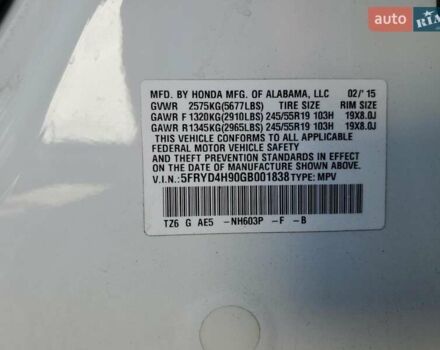 AUTO
RIA
MFD. BY HONDA MFG. OF ALABAMA, LLC 02/'15
GVWR 2575KG(5677LBS) TIRE SIZE RIM SIZE
GAWR F 1320KG(2910LBS) 245/55R19 103H 19X8.0J
GAWR R1345KG(2965LBS) 245/55R19 103H 19X8.0J
THIS VEHICLE CONFORMS TO ALL APPLICABLE
FEDERAL MOTOR VEHICLE SAFETY
AND THEFT PREVENTION STANDARDS IN EFFECT
ON THE DATE OF MANUFACTURE SHOWN ABOVE.
V.I.N.: 5FRYD4H90GB001838 TYPE: MPV
TZ6 G AE5 -NH603P -F -B